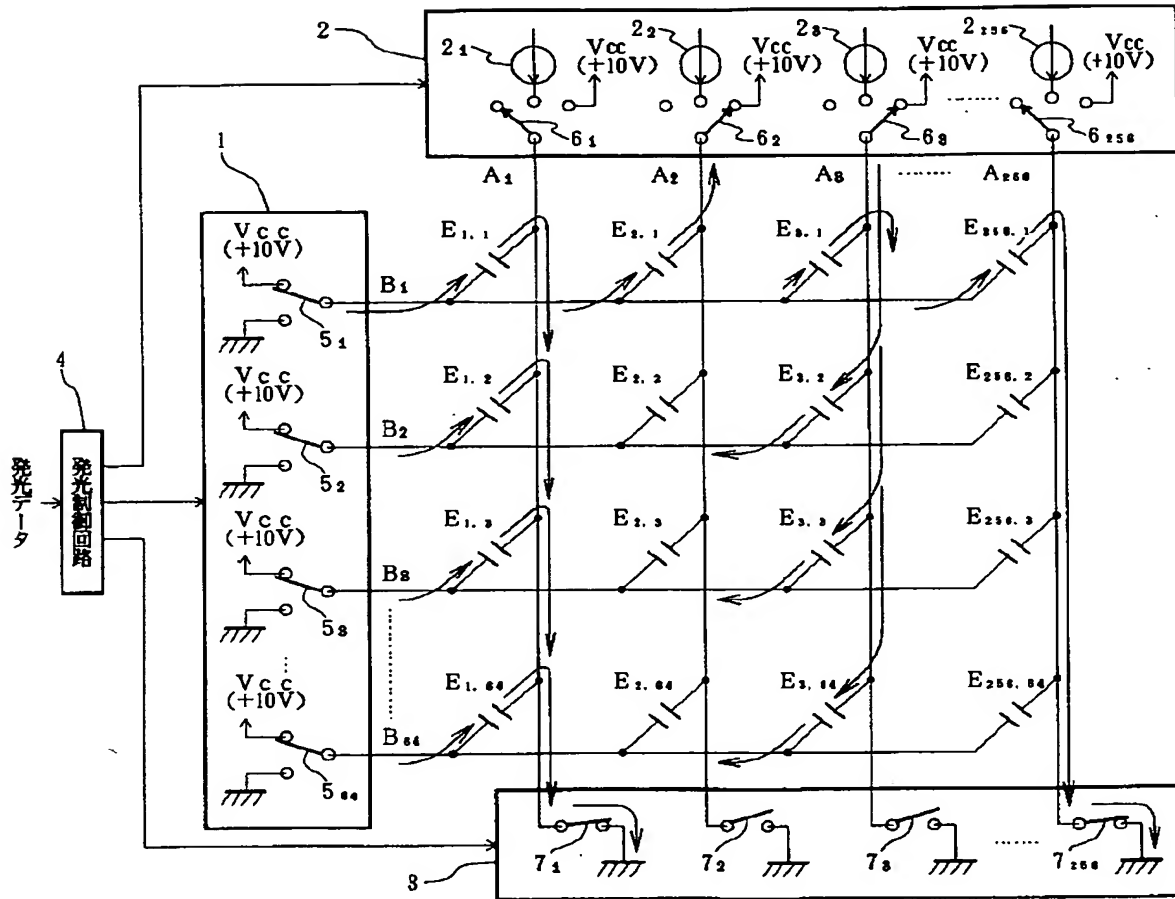 2
2₁
Vcc
(+10V)
2₂
Vcc
(+10V)
2₃
Vcc
(+10V)
2₂₅₆
Vcc
(+10V)
6₁
6₂
6₃
6₂₅₆
1
A₁
A₂
A₃
A₂₅₆
Vcc
(+10V)
5₁
B₁
E₁.₁
E₂.₁
E₃.₁
E₂₅₆.₁
4
Vcc
(+10V)
5₂
B₂
E₁.₂
E₂.₂
E₃.₂
E₂₅₆.₂
発光データ
発光制御回路
Vcc
(+10V)
5₃
B₃
E₁.₃
E₂.₃
E₃.₃
E₂₅₆.₃
Vcc
(+10V)
5₆₄
B₆₄
E₁.₆₄
E₂.₆₄
E₃.₆₄
E₂₅₆.₆₄
3
7₁
7₂
7₃
7₂₅₆